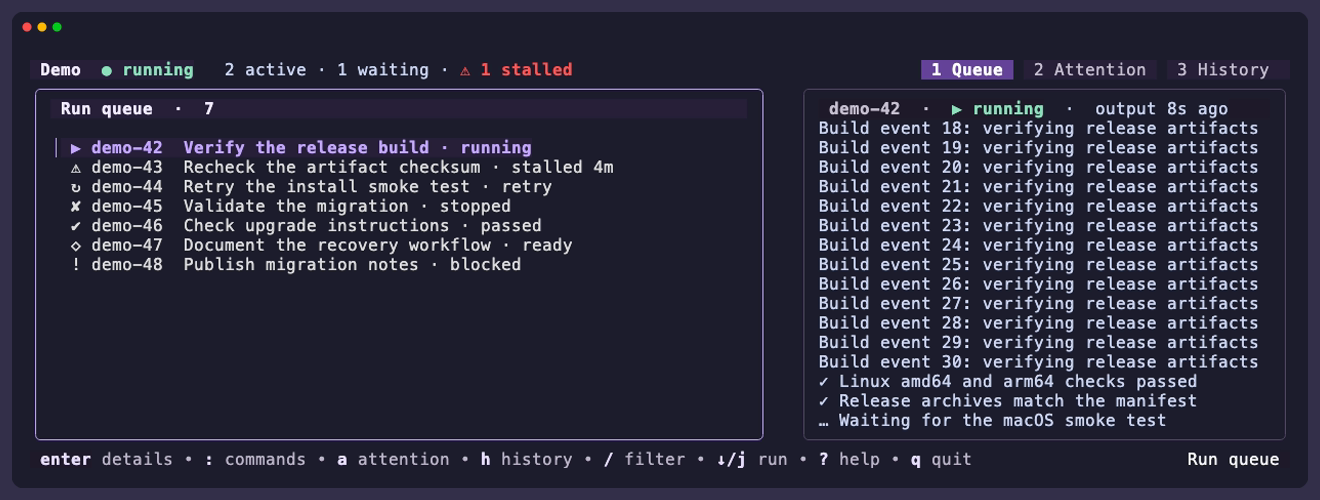 Demo ● running 2 active · 1 waiting · ⚠ 1 stalled 1 Queue 2 Attention 3 History
Run queue · 7
▶ demo-42 Verify the release build · running
⚠ demo-43 Recheck the artifact checksum · stalled 4m
↻ demo-44 Retry the install smoke test · retry
✘ demo-45 Validate the migration · stopped
✔ demo-46 Check upgrade instructions · passed
◇ demo-47 Document the recovery workflow · ready
! demo-48 Publish migration notes · blocked
demo-42 · ▶ running · output 8s ago
Build event 18: verifying release artifacts
Build event 19: verifying release artifacts
Build event 20: verifying release artifacts
Build event 21: verifying release artifacts
Build event 22: verifying release artifacts
Build event 23: verifying release artifacts
Build event 24: verifying release artifacts
Build event 25: verifying release artifacts
Build event 26: verifying release artifacts
Build event 27: verifying release artifacts
Build event 28: verifying release artifacts
Build event 29: verifying release artifacts
Build event 30: verifying release artifacts
✓ Linux amd64 and arm64 checks passed
✓ Release archives match the manifest
… Waiting for the macOS smoke test
enter details • : commands • a attention • h history • / filter • ↓/j run • ? help • q quit Run queue